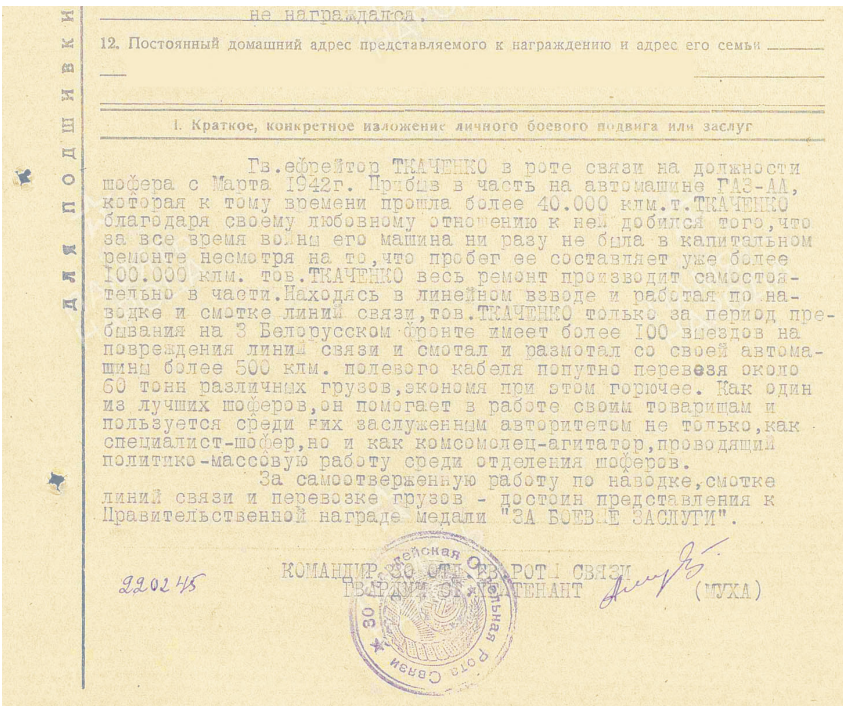 не награждался.
12. Постоянный домашний адрес представляемого к награждению и адрес его семьи
ДЛЯ ПОДШИВКИ
I. Краткое, конкретное изложение личного боевого подвига или заслуг
Гв.ефрейтор ТКАЧЕНКО в роте связи на должности
шофера с Марта 1942г. Прибыв в часть на автомашине ГАЗ-АА,
которая к тому времени прошла более 40.000 клм.т.ТКАЧЕНКО
благодаря своему любовному отношению к ней добился того,что
за все время войны его машина ни разу не была в капитальном
ремонте несмотря на то,что пробег ее составляет уже более
100.000 клм. тов.ТКАЧЕНКО весь ремонт производит самостоя-
тельно в части.Находясь в линейном взводе и работая по на-
водке и смотке линий связи,тов.ТКАЧЕНКО только за период пре-
бывания на 3 Белорусском фронте имеет более 100 выездов на
повреждения линий связи и смотал и размотал со своей автома-
шины более 500 клм. полевого кабеля попутно перевезя около
60 тонн различных грузов,экономя при этом горючее. Как один
из лучших шоферов,он помогает в работе своим товарищам и
пользуется среди них заслуженным авторитетом не только,как
специалист-шофер,но и как комсомолец-агитатор,проводящий
политико-массовую работу среди отделения шоферов.
За самоотверженную работу по наводке,смотке
линий связи и перевозке грузов - достоин представления к
Правительственной награде медали "ЗА БОЕВЫЕ ЗАСЛУГИ".
КОМАНДИР 30 ОТД.ГВ.РОТЫ СВЯЗИ
22.02.45
ГВАРДИИ СТ.ЛЕЙТЕНАНТ (МУХА)
30 Гвардейская Отдельная Рота Связи